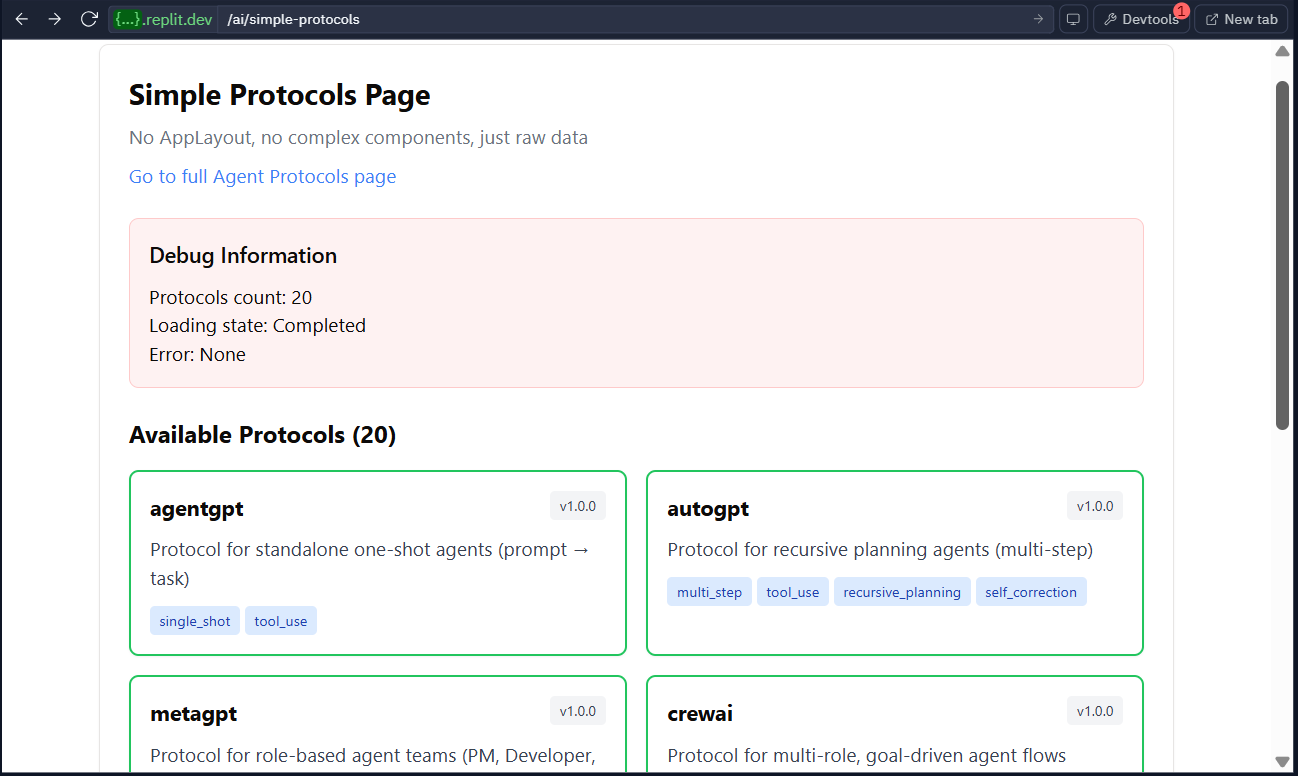 {...}.replit.dev /ai/simple-protocols
Devtools 1
New tab
Simple Protocols Page
No AppLayout, no complex components, just raw data
Go to full Agent Protocols page
Debug Information
Protocols count: 20
Loading state: Completed
Error: None
Available Protocols (20)
agentgpt
v1.0.0
Protocol for standalone one-shot agents (prompt →
task)
single_shot tool_use
autogpt
v1.0.0
Protocol for recursive planning agents (multi-step)
multi_step tool_use recursive_planning self_correction
metagpt
v1.0.0
Protocol for role-based agent teams (PM, Developer,
crewai
v1.0.0
Protocol for multi-role, goal-driven agent flows